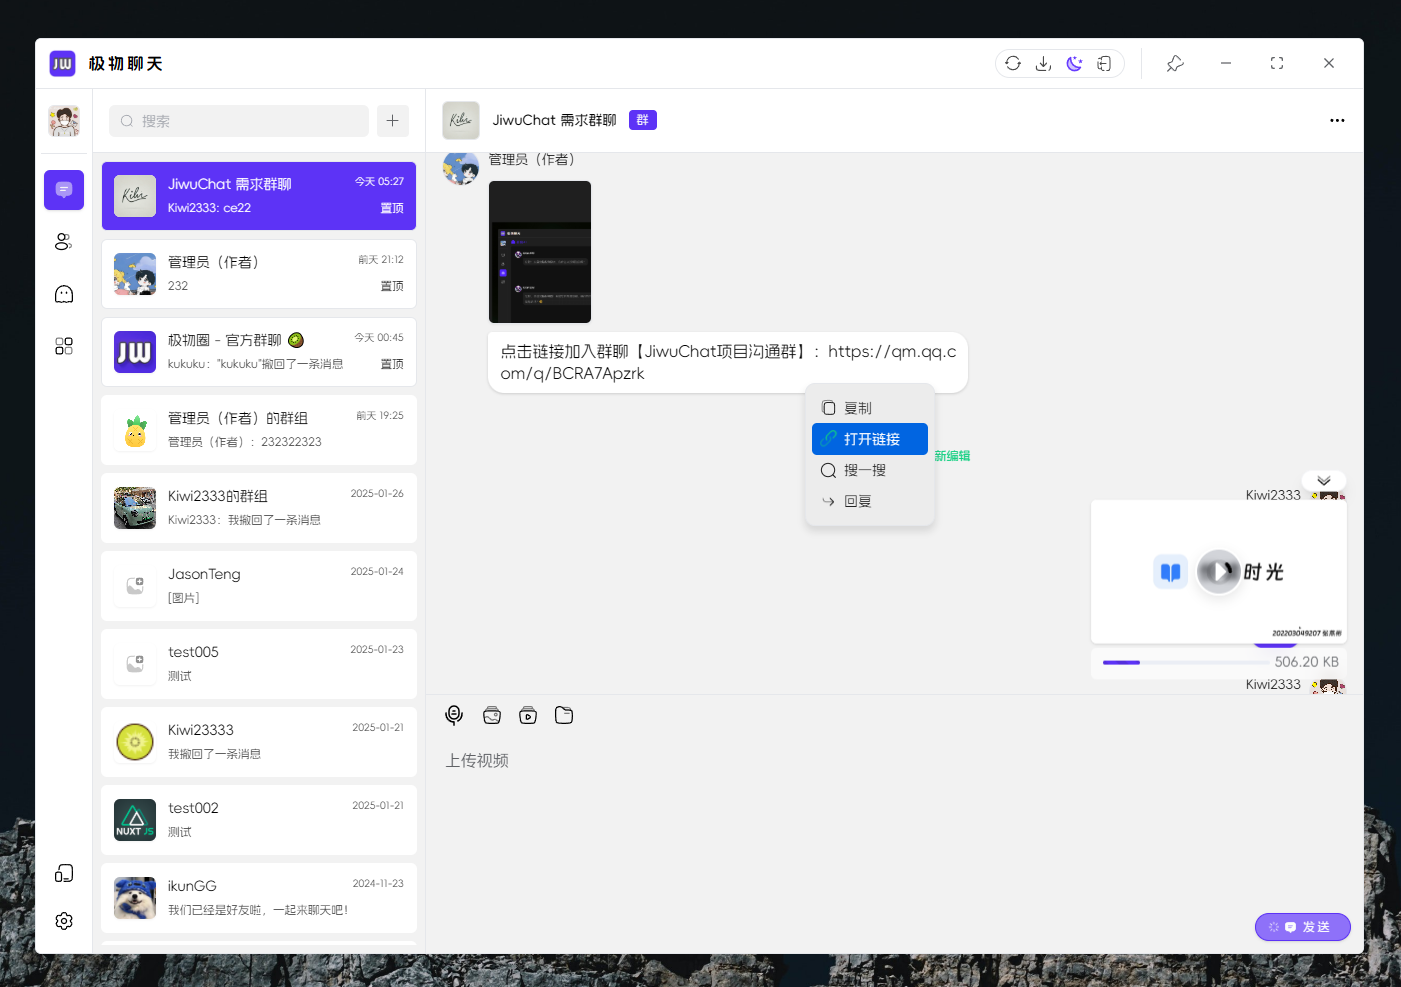 JW 极物聊天
搜索
JiwuChat 需求群聊
今天 05:27
Kiwi2333: ce22
置顶
管理员（作者）
前天 21:12
232
置顶
JW
极物圈 - 官方群聊
今天 00:45
kukuku："kukuku"撤回了一条消息
置顶
管理员（作者）的群组
前天 19:25
管理员（作者）：232322323
Kiwi2333的群组
2025-01-26
Kiwi2333：我撤回了一条消息
JasonTeng
2025-01-24
[图片]
test005
2025-01-23
测试
Kiwi23333
2025-01-21
我撤回了一条消息
NUXT JS
test002
2025-01-21
测试
ikunGG
2024-11-23
我们已经是好友啦，一起来聊天吧！
Kihn
JiwuChat 需求群聊 群
管理员（作者）
点击链接加入群聊【JiwuChat项目沟通群】：https://qm.qq.c
om/q/BCRA7Apzrk
复制
打开链接
搜一搜
回复
新编辑
Kiwi2333
时光
506.20 KB
Kiwi2333
上传视频
发送